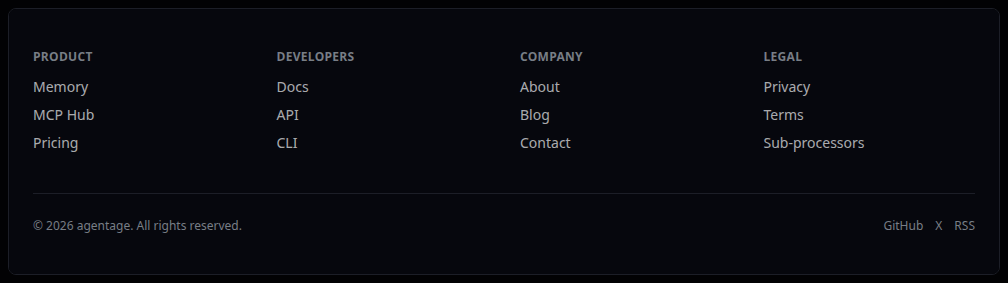 PRODUCT DEVELOPERS COMPANY LEGAL
Memory Docs About Privacy
MCP Hub API Blog Terms
Pricing CLI Contact Sub-processors
© 2026 agentage. All rights reserved. GitHub X RSS